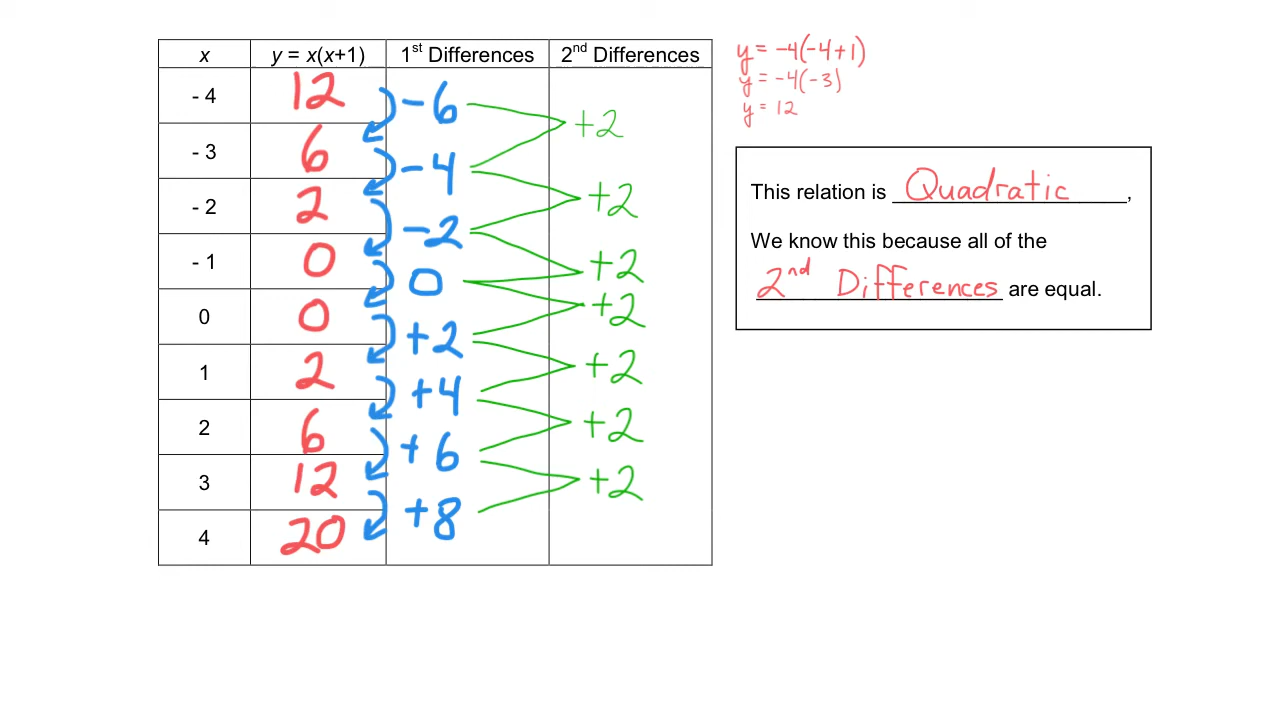 x y = x(x+1) 1st Differences 2nd Differences
- 4 12 -6 +2
- 3 6 -4 +2
- 2 2 -2 +2
- 1 0 0 +2
0 0 +2 +2
1 2 +4 +2
2 6 +6 +2
3 12 +8
4 20
y = -4(-4+1)
y = -4(-3)
y = 12
This relation is Quadratic,
We know this because all of the
2nd Differences are equal.